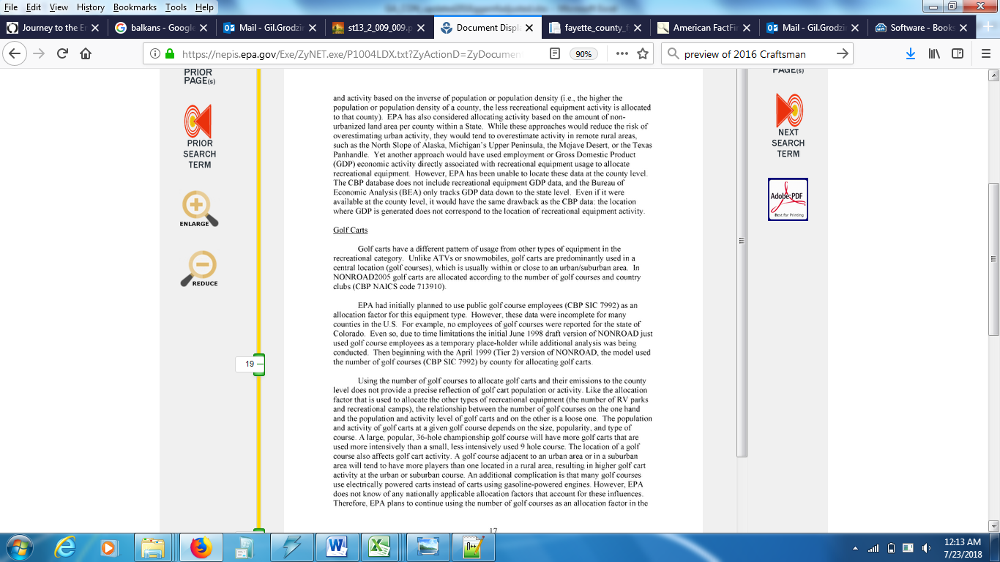 File Edit View History Bookmarks Tools Help
Journey to the E
balkans - Google
Mail - Gil.Grodzin
st13_2_009_009.p
Document Displa
fayette_county_f
American FactFin
Mail - Gil.Grodzin
Software - Books
https://nepis.epa.gov/Exe/ZyNET.exe/P1004LDX.txt?ZyActionD=ZyDocumen
90%
preview of 2016 Craftsman
PRIOR
PAGE(s)
PRIOR
SEARCH
TERM
ENLARGE
REDUCE
19
and activity based on the inverse of population or population density (i.e., the higher the
population or population density of a county, the less recreational equipment activity is allocated
to that county). EPA has also considered allocating activity based on the amount of non-
urbanized land area per county within a State. While these approaches would reduce the risk of
overestimating urban activity, they would tend to overestimate activity in remote rural areas,
such as the North Slope of Alaska, Michigan's Upper Peninsula, the Mojave Desert, or the Texas
Panhandle. Yet another approach would have used employment or Gross Domestic Product
(GDP) economic activity directly associated with recreational equipment usage to allocate
recreational equipment. However, EPA has been unable to locate these data at the county level.
The CBP database does not include recreational equipment GDP data, and the Bureau of
Economic Analysis (BEA) only tracks GDP data down to the state level. Even if it were
available at the county level, it would have the same drawback as the CBP data: the location
where GDP is generated does not correspond to the location of recreational equipment activity.
Golf Carts
Golf carts have a different pattern of usage from other types of equipment in the
recreational category. Unlike ATVs or snowmobiles, golf carts are predominantly used in a
central location (golf courses), which is usually within or close to an urban/suburban area. In
NONROAD2005 golf carts are allocated according to the number of golf courses and country
clubs (CBP NAICS code 713910).
EPA had initially planned to use public golf course employees (CBP SIC 7992) as an
allocation factor for this equipment type. However, these data were incomplete for many
counties in the U.S. For example, no employees of golf courses were reported for the state of
Colorado. Even so, due to time limitations the initial June 1998 draft version of NONROAD just
used golf course employees as a temporary place-holder while additional analysis was being
conducted. Then beginning with the April 1999 (Tier 2) version of NONROAD, the model used
the number of golf courses (CBP SIC 7992) by county for allocating golf carts.
Using the number of golf courses to allocate golf carts and their emissions to the county
level does not provide a precise reflection of golf cart population or activity. Like the allocation
factor that is used to allocate the other types of recreational equipment (the number of RV parks
and recreational camps), the relationship between the number of golf courses on the one hand
and the population and activity level of golf carts and on the other is a loose one. The population
and activity of golf carts at a given golf course depends on the size, popularity, and type of
course. A large, popular, 36-hole championship golf course will have more golf carts that are
used more intensively than a small, less intensively used 9 hole course. The location of a golf
course also affects golf cart activity. A golf course adjacent to an urban area or in a suburban
area will tend to have more players than one located in a rural area, resulting in higher golf cart
activity at the urban or suburban course. An additional complication is that many golf courses
use electrically powered carts instead of carts using gasoline-powered engines. However, EPA
does not know of any nationally applicable allocation factors that account for these influences.
Therefore, EPA plans to continue using the number of golf courses as an allocation factor in the
17
PAGE(s)
NEXT
SEARCH
TERM
Adobe PDF
Best for Printing
12:13 AM
7/23/2018